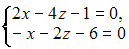 2x − 4z − 1 = 0,
− x − 2z − 6 = 0